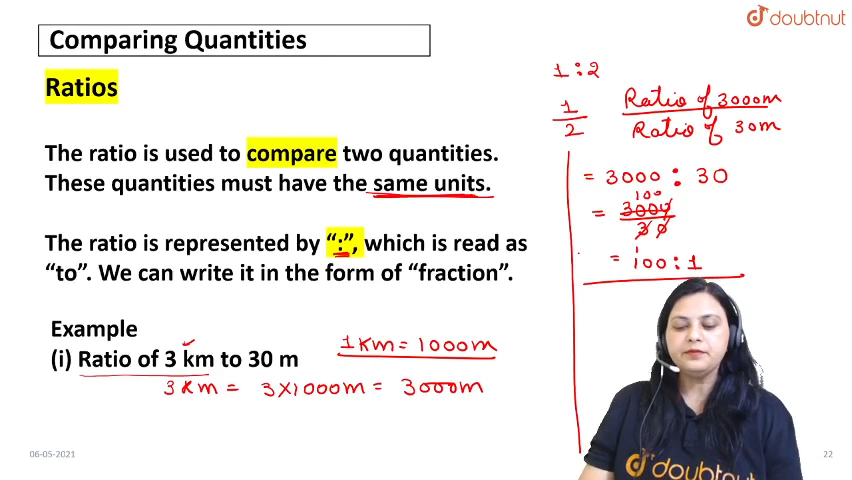 doubtnut
Comparing Quantities
Ratios
The ratio is used to compare two quantities.
These quantities must have the same units.
The ratio is represented by “:”, which is read as
“to”. We can write it in the form of “fraction”.
Example
(i) Ratio of 3 km to 30 m
1 km = 1000m
3 km = 3×1000m = 3000m
1 : 2
1
2
Ratio of 3000m
Ratio of 30m
= 3000 : 30
100
= 3000
30
1
= 100 : 1
doubtnut
06-05-2021
22